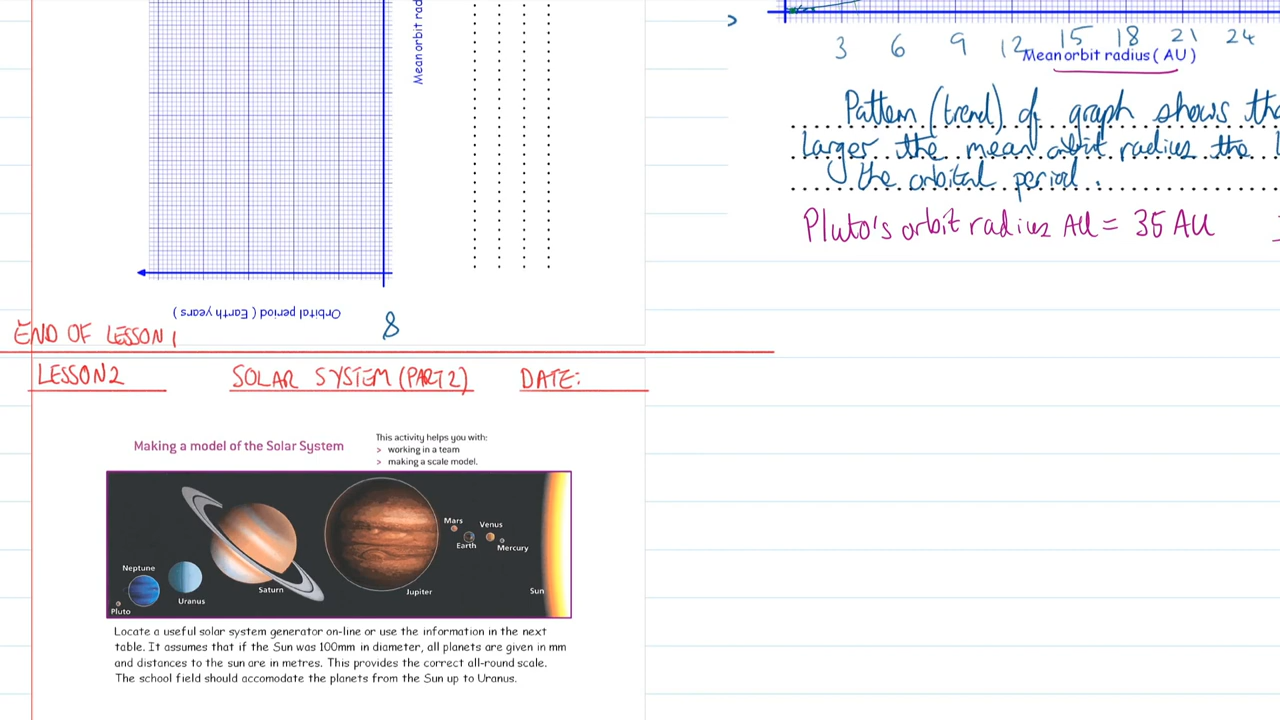 Mean orbit rad
Orbital period ( Earth years )
8
END OF LESSON 1
LESSON 2 SOLAR SYSTEM (PART 2) DATE:
Making a model of the Solar System
This activity helps you with:
> working in a team
> making a scale model.
Mars
Venus
Earth
Mercury
Neptune
Uranus
Saturn
Jupiter
Sun
Pluto
Locate a useful solar system generator on-line or use the information in the next
table. It assumes that if the Sun was 100mm in diameter, all planets are given in mm
and distances to the sun are in metres. This provides the correct all-round scale.
The school field should accomodate the planets from the Sun up to Uranus.
3 6 9 12 15 18 21 24
Mean orbit radius ( AU )
Pattern (trend) of graph shows
larger the mean orbit radius the
the orbital period.
Pluto's orbit radius AU = 35 AU